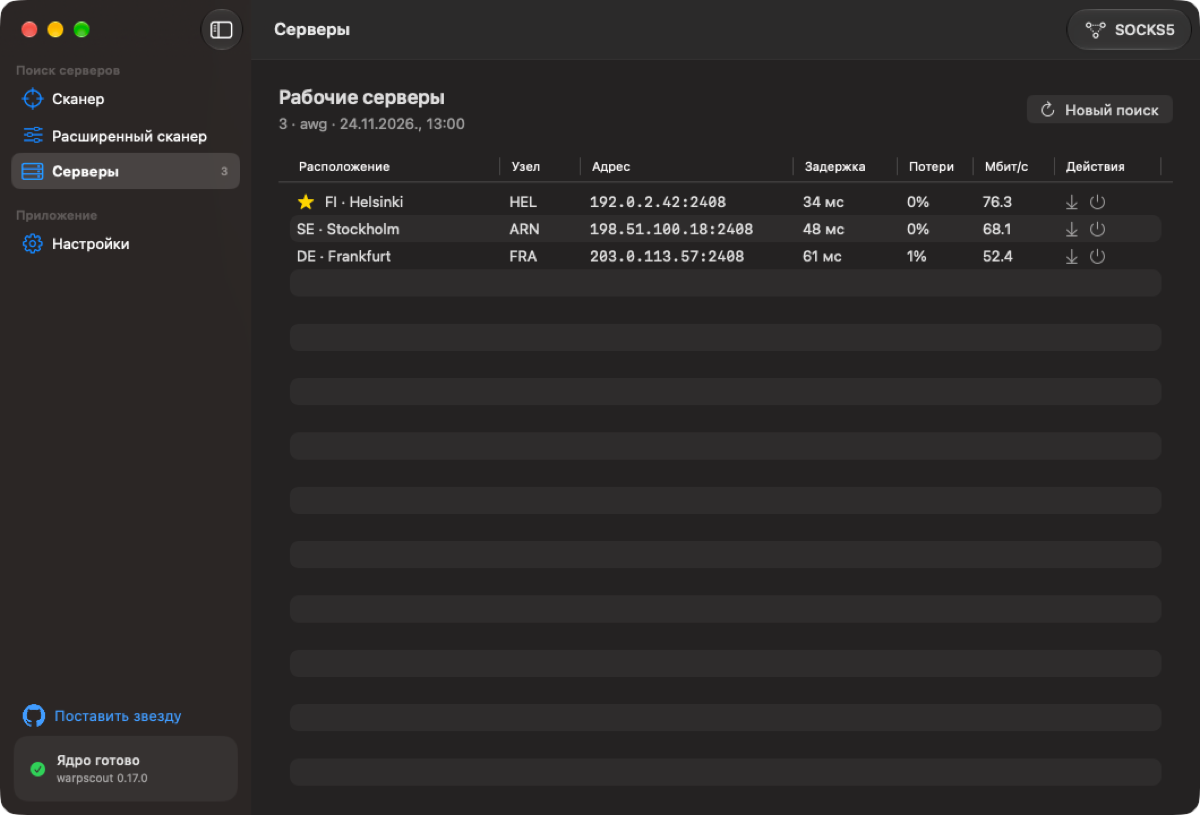 Серверы
SOCKS5
Поиск серверов
Сканер
Расширенный сканер
Серверы 3
Приложение
Настройки
Поставить звезду
Ядро готово
warpscout 0.17.0
Рабочие серверы
3 · awg · 24.11.2026., 13:00
Новый поиск
Расположение Узел Адрес Задержка Потери Мбит/с Действия
FI · Helsinki HEL 192.0.2.42:2408 34 мс 0% 76.3
SE · Stockholm ARN 198.51.100.18:2408 48 мс 0% 68.1
DE · Frankfurt FRA 203.0.113.57:2408 61 мс 1% 52.4